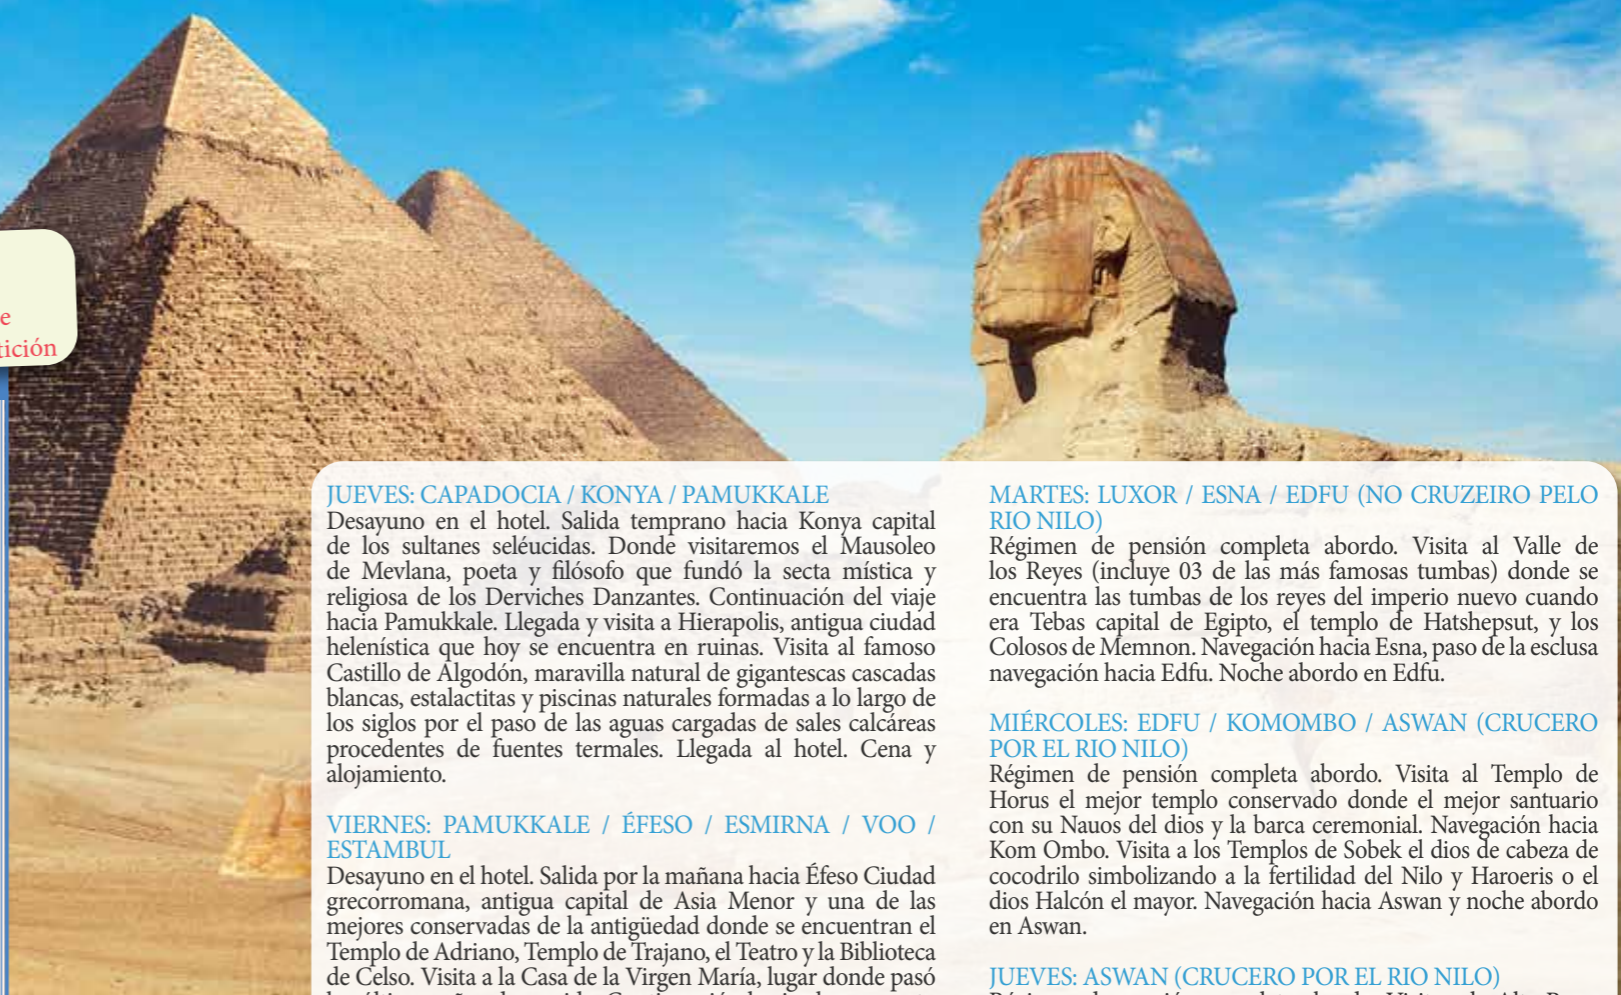 e
tición
JUEVES: CAPADOCIA / KONYA / PAMUKKALE
Desayuno en el hotel. Salida temprano hacia Konya capital
de los sultanes seléucidas. Donde visitaremos el Mausoleo
de Mevlana, poeta y filósofo que fundó la secta mística y
religiosa de los Derviches Danzantes. Continuación del viaje
hacia Pamukkale. Llegada y visita a Hierapolis, antigua ciudad
helenística que hoy se encuentra en ruinas. Visita al famoso
Castillo de Algodón, maravilla natural de gigantescas cascadas
blancas, estalactitas y piscinas naturales formadas a lo largo de
los siglos por el paso de las aguas cargadas de sales calcáreas
procedentes de fuentes termales. Llegada al hotel. Cena y
alojamiento.
VIERNES: PAMUKKALE / ÉFESO / ESMIRNA / VOO /
ESTAMBUL
Desayuno en el hotel. Salida por la mañana hacia Éfeso Ciudad
grecorromana, antigua capital de Asia Menor y una de las
mejores conservadas de la antigüedad donde se encuentran el
Templo de Adriano, Templo de Trajano, el Teatro y la Biblioteca
de Celso. Visita a la Casa de la Virgen María, lugar donde pasó
MARTES: LUXOR / ESNA / EDFU (NO CRUZEIRO PELO
RIO NILO)
Régimen de pensión completa abordo. Visita al Valle de
los Reyes (incluye 03 de las más famosas tumbas) donde se
encuentra las tumbas de los reyes del imperio nuevo cuando
era Tebas capital de Egipto, el templo de Hatshepsut, y los
Colosos de Memnon. Navegación hacia Esna, paso de la esclusa
navegación hacia Edfu. Noche abordo en Edfu.
MIÉRCOLES: EDFU / KOMOMBO / ASWAN (CRUCERO
POR EL RIO NILO)
Régimen de pensión completa abordo. Visita al Templo de
Horus el mejor templo conservado donde el mejor santuario
con su Nauos del dios y la barca ceremonial. Navegación hacia
Kom Ombo. Visita a los Templos de Sobek el dios de cabeza de
cocodrilo simbolizando a la fertilidad del Nilo y Haroeris o el
dios Halcón el mayor. Navegación hacia Aswan y noche abordo
en Aswan.
JUEVES: ASWAN (CRUCERO POR EL RIO NILO)